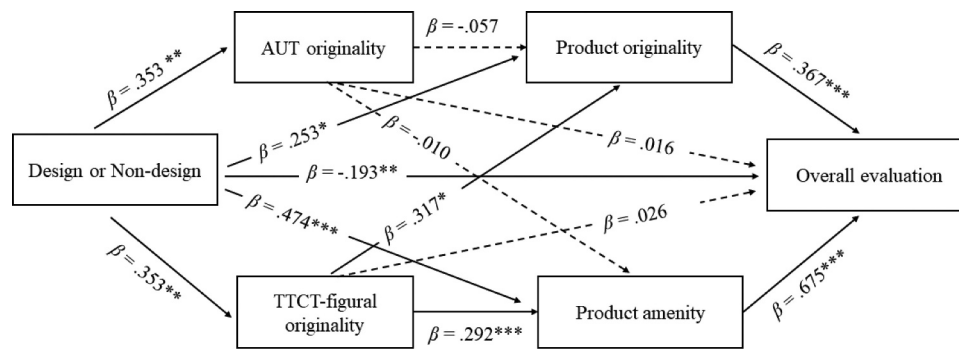 AUT originality
β = -.057
Product originality
β = .353 **
β = .367***
β = .253*
β = -.010
β = .016
Design or Non-design
β = -.193**
Overall evaluation
β = .474***
β = .317*
β = .026
β = .353**
TTCT-figural
originality
β = .292***
Product amenity
β = .675***